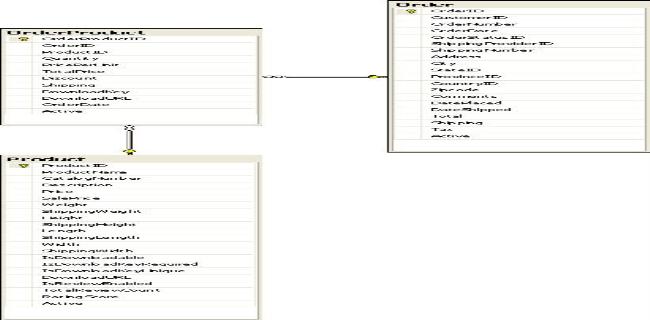 OrderProduct
OrderProductID
OrderID
ProductID
Quantity
PricePerUnit
TotalPrice
Discount
Shipping
DownloadKey
DownloadURL
OrderDate
Active
Order
OrderID
CustomerID
OrderNumber
OrderDate
OrderStatusID
ShippingProviderID
ShippingNumber
Address
City
StateID
ProvinceID
CountryID
Zipcode
Comments
DatePlaced
DateShipped
Total
Shipping
Tax
Active
Product
ProductID
ProductName
CatalogNumber
Description
Price
SalePrice
Weight
ShippingWeight
Height
ShippingHeight
Length
ShippingLength
Width
ShippingWidth
IsDownloadable
IsDownloadKeyRequired
IsDownloadKeyUnique
DownloadURL
IsReviewEnabled
TotalReviewCount
RatingScore
Active